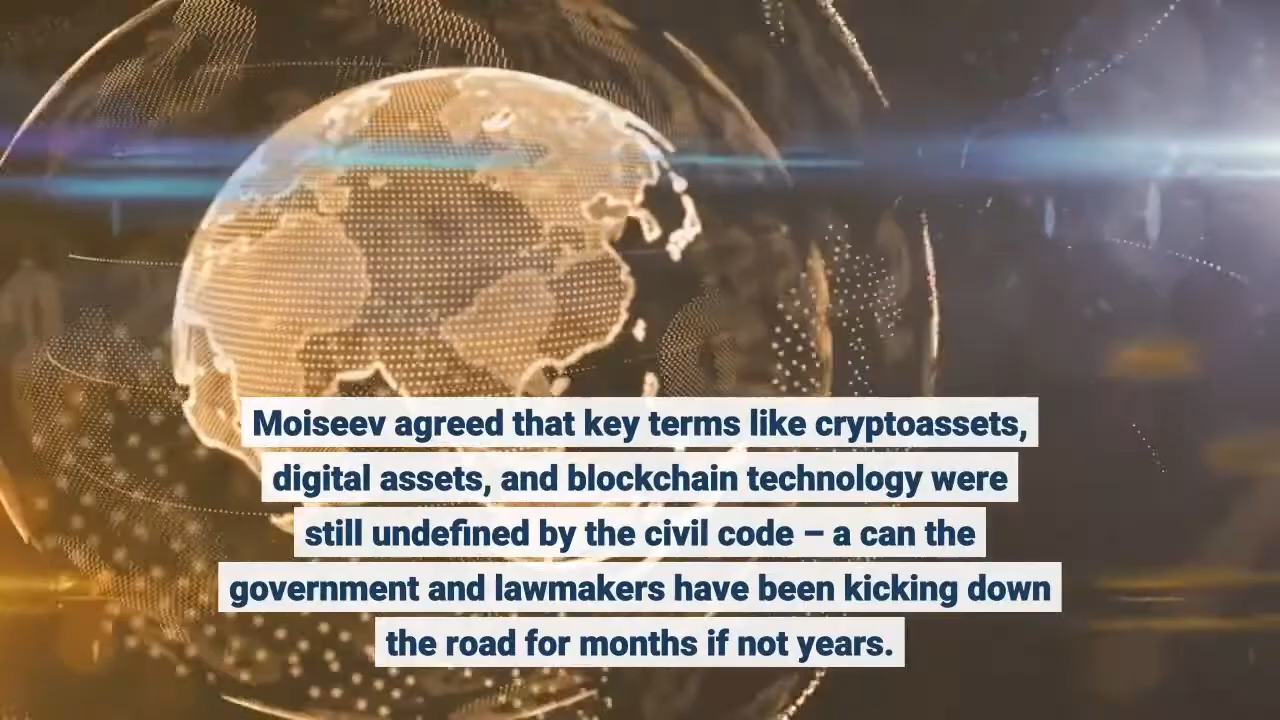 Moiseev agreed that key terms like cryptoassets,
digital assets, and blockchain technology were
still undefined by the civil code – a can the
government and lawmakers have been kicking down
the road for months if not years.